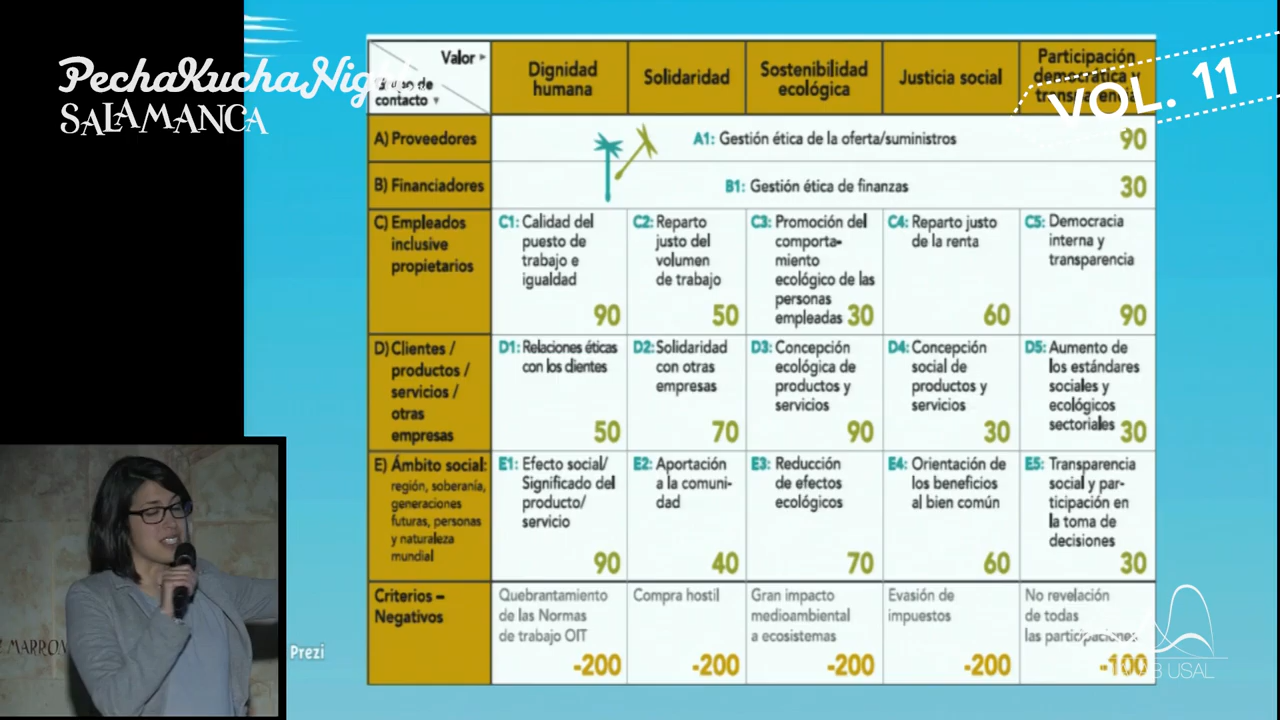 PechaKucha Night
SALAMANCA
VOL. 11
Valor
contacto
Dignidad
humana
Solidaridad
Sostenibilidad
ecológica
Justicia social
Participación
democrática y
transparencia
A) Proveedores
A1: Gestión ética de la oferta/suministros
90
B) Financiadores
B1: Gestión ética de finanzas
30
C) Empleados
inclusive
propietarios
C1: Calidad del
puesto de
trabajo e
igualdad
90
C2: Reparto
justo del
volumen
de trabajo
50
C3: Promoción del
comporta-
miento
ecológico de las
personas
empleadas 30
C4: Reparto justo
de la renta
60
C5: Democracia
interna y
transparencia
90
D) Clientes /
productos /
servicios /
otras
empresas
D1: Relaciones éticas
con los clientes
50
D2: Solidaridad
con otras
empresas
70
D3: Concepción
ecológica de
productos y
servicios
90
D4: Concepción
social de
productos y
servicios
30
D5: Aumento de
los estándares
sociales y
ecológicos
sectoriales 30
E) Ámbito social:
región, soberanía,
generaciones
futuras, personas
y naturaleza
mundial
E1: Efecto social/
Significado del
producto/
servicio
90
E2: Aportación
a la comuni-
dad
40
E3: Reducción
de efectos
ecológicos
70
E4: Orientación de
los beneficios
al bien común
60
E5: Transparencia
social y par-
ticipación en
la toma de
decisiones
30
Criterios –
Negativos
Quebrantamiento
de las Normas
de trabajo OIT
-200
Compra hostil
-200
Gran impacto
medioambiental
a ecosistemas
-200
Evasión de
impuestos
-200
No revelación
de todas
las participaciones
-100
Prezi
MARRON
USAL